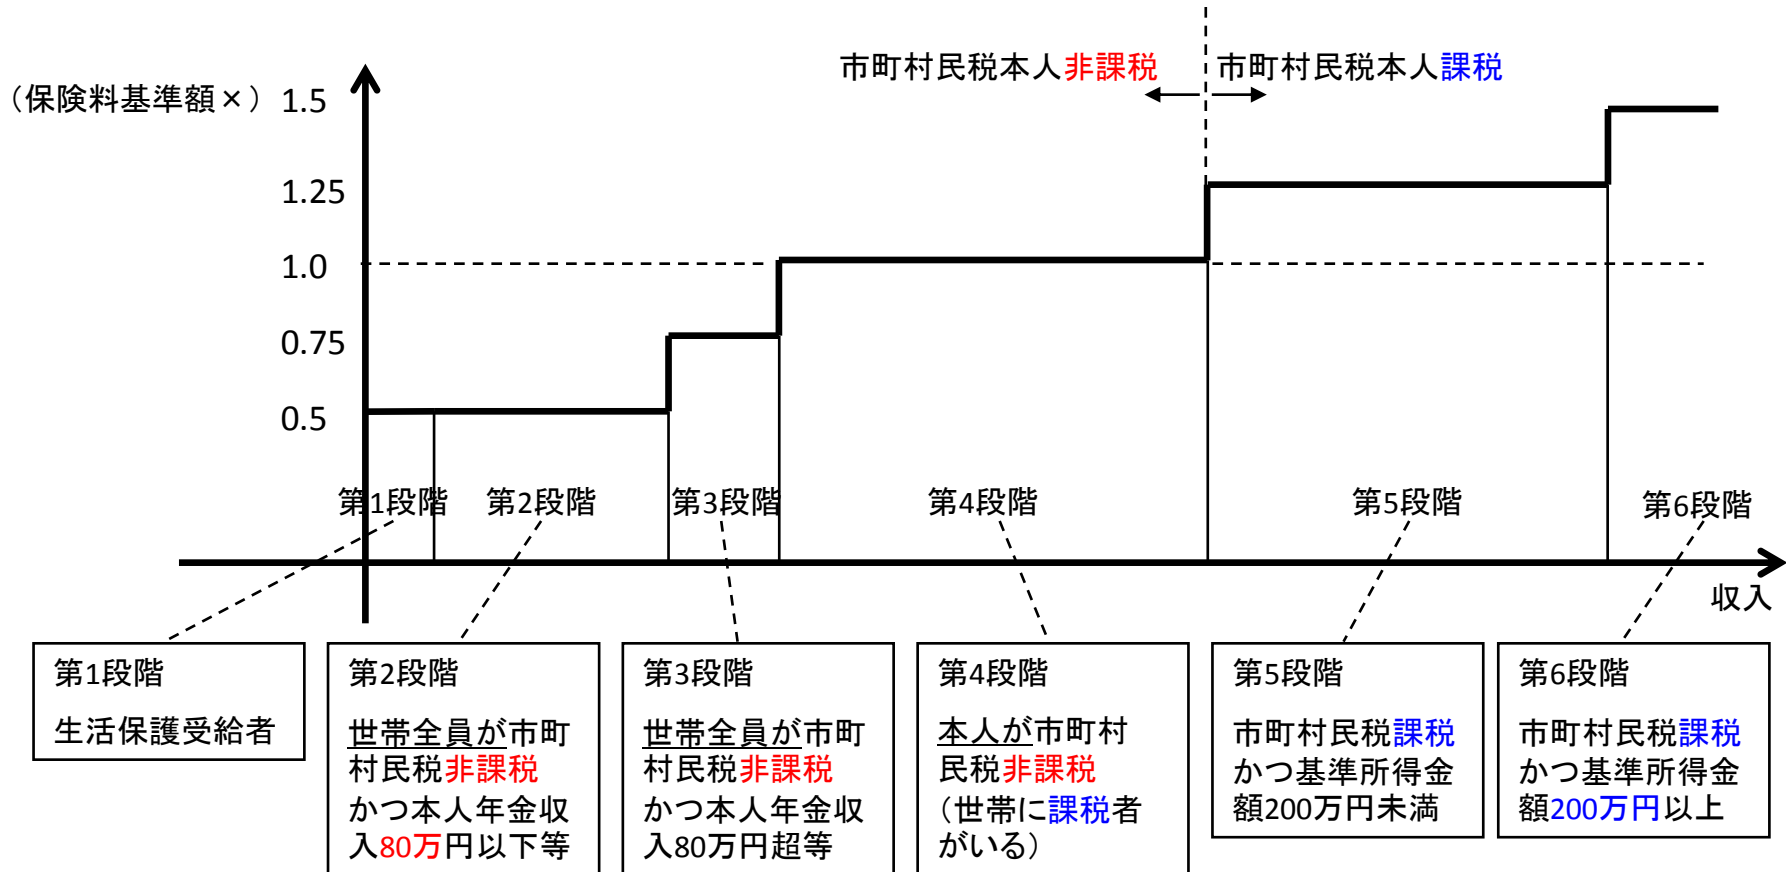 市町村民税本人非課税
市町村民税本人課税
（保険料基準額×）
1.5
1.25
1.0
0.75
0.5
第1段階
第2段階
第3段階
第4段階
第5段階
第6段階
収入
第1段階
生活保護受給者
第2段階
世帯全員が市町
村民税非課税
かつ本人年金収
入80万円以下等
第3段階
世帯全員が市町
村民税非課税
かつ本人年金収
入80万円超等
第4段階
本人が市町村
民税非課税
（世帯に課税者
がいる）
第5段階
市町村民税課税
かつ基準所得金
額200万円未満
第6段階
市町村民税課税
かつ基準所得金
額200万円以上